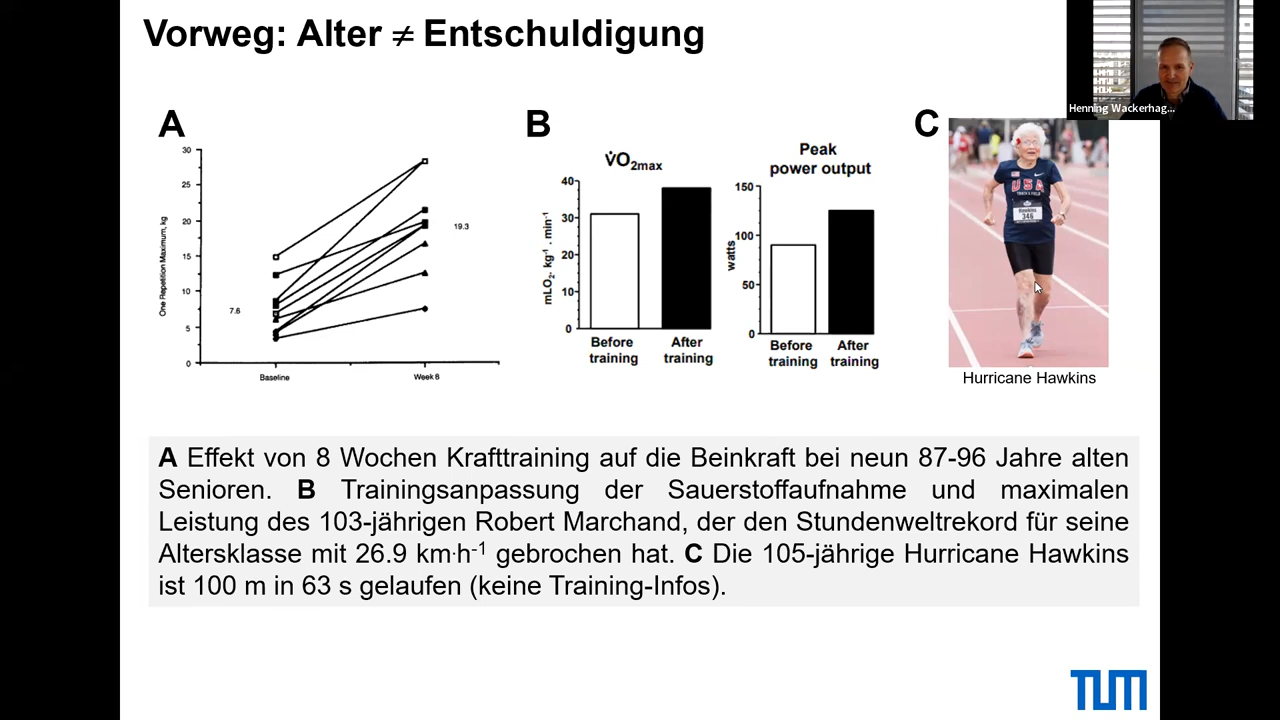 Vorweg: Alter ≠ Entschuldigung
Henning Wackerhag...
A
30
25
20
15
10
5
0
One Repetition Maximum, kg
7.6
19.3
Baseline
Week 8
B
V̇O2max
40
30
20
10
0
mLO2. kg-1 . min-1
Before training
After training
Peak
power output
150
100
50
0
watts
Before training
After training
C
USA
TRACK & FIELD
Hawkins
346
Hurricane Hawkins
A Effekt von 8 Wochen Krafttraining auf die Beinkraft bei neun 87-96 Jahre alten
Senioren. B Trainingsanpassung der Sauerstoffaufnahme und maximalen
Leistung des 103-jährigen Robert Marchand, der den Stundenweltrekord für seine
Altersklasse mit 26.9 km·h-1 gebrochen hat. C Die 105-jährige Hurricane Hawkins
ist 100 m in 63 s gelaufen (keine Training-Infos).
TUM